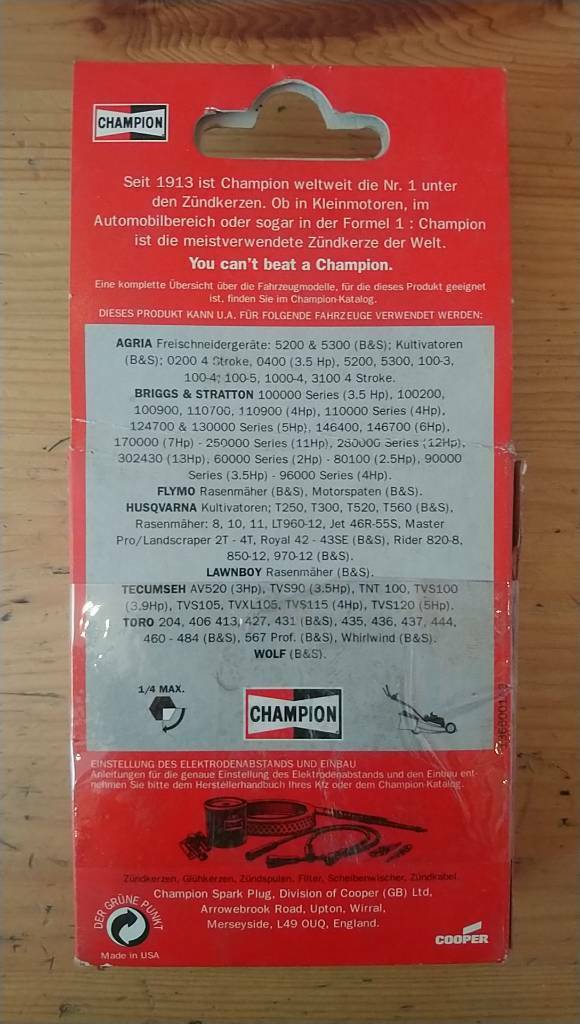 CHAMPION
Seit 1913 ist Champion weltweit die Nr. 1 unter
den Zündkerzen. Ob in Kleinmotoren, im
Automobilbereich oder sogar in der Formel 1 : Champion
ist die meistverwendete Zündkerze der Welt.
You can't beat a Champion.
Eine komplette Übersicht über die Fahrzeugmodelle, für die dieses Produkt geeignet
ist, finden Sie im Champion-Katalog.
DIESES PRODUKT KANN U.A. FÜR FOLGENDE FAHRZEUGE VERWENDET WERDEN:
AGRIA Freischneidergeräte: 5200 & 5300 (B&S); Kultivatoren
(B&S); 0200 4 Stroke, 0400 (3.5 Hp), 5200, 5300, 100-3,
100-4; 100-5, 1000-4, 3100 4 Stroke.
BRIGGS & STRATTON 100000 Series (3.5 Hp), 100200,
100900, 110700, 110900 (4Hp), 110000 Series (4Hp),
124700 & 130000 Series (5Hp), 146400, 146700 (6Hp),
170000 (7Hp) - 259000 Series (11Hp), Series (12Hp),
302430 (13Hp), 60000 Series (2Hp) - 80100 (2.5Hp), 90000
Series (3.5Hp) - 96000 Series (4Hp).
FLYMO Rasenmäher (B&S), Motorspaten (B&S).
HUSQVARNA Kultivatoren; T250, T300, T520, T560 (B&S),
Rasenmäher: 8, 10, 11, LT960-12, Jet 46R-55S, Master
Pro/Landscraper 2T - 4T, Royal 42 - 43SE (B&S), Rider 820-8,
850-12, 970-12 (B&S).
LAWNBOY Rasenmäher (B&S).
TECUMSEH AV520 (3Hp), TVS90 (3.5Hp), TNT 100, TVS100
(3.9Hp), TVS105, TVXL105, TVS115 (4Hp), TVS120 (5Hp).
TORO 204, 406 413, 427, 431 (B&S), 435, 436, 437, 444,
460 - 484 (B&S), 567 Prof. (B&S), Whirlwind (B&S).
WOLF (B&S).
1/4 MAX.
CHAMPION
EINSTELLUNG DES ELEKTRODENABSTANDS UND EINBAU
Anleitungen für die genaue Einstellung des Elektrodenabstands und den Einbau ent-
nehmen Sie bitte dem Herstellerhandbuch Ihres Kfz oder dem Champion-Katalog.
Zündkerzen, Glühkerzen, Zündspulen, Filter, Scheibenwischer, Zündkabel.
Champion Spark Plug, Division of Cooper (GB) Ltd,
Arrowebrook Road, Upton, Wirral,
Merseyside, L49 0UQ, England.
DER GRÜNE PUNKT
Made in USA
COOPER